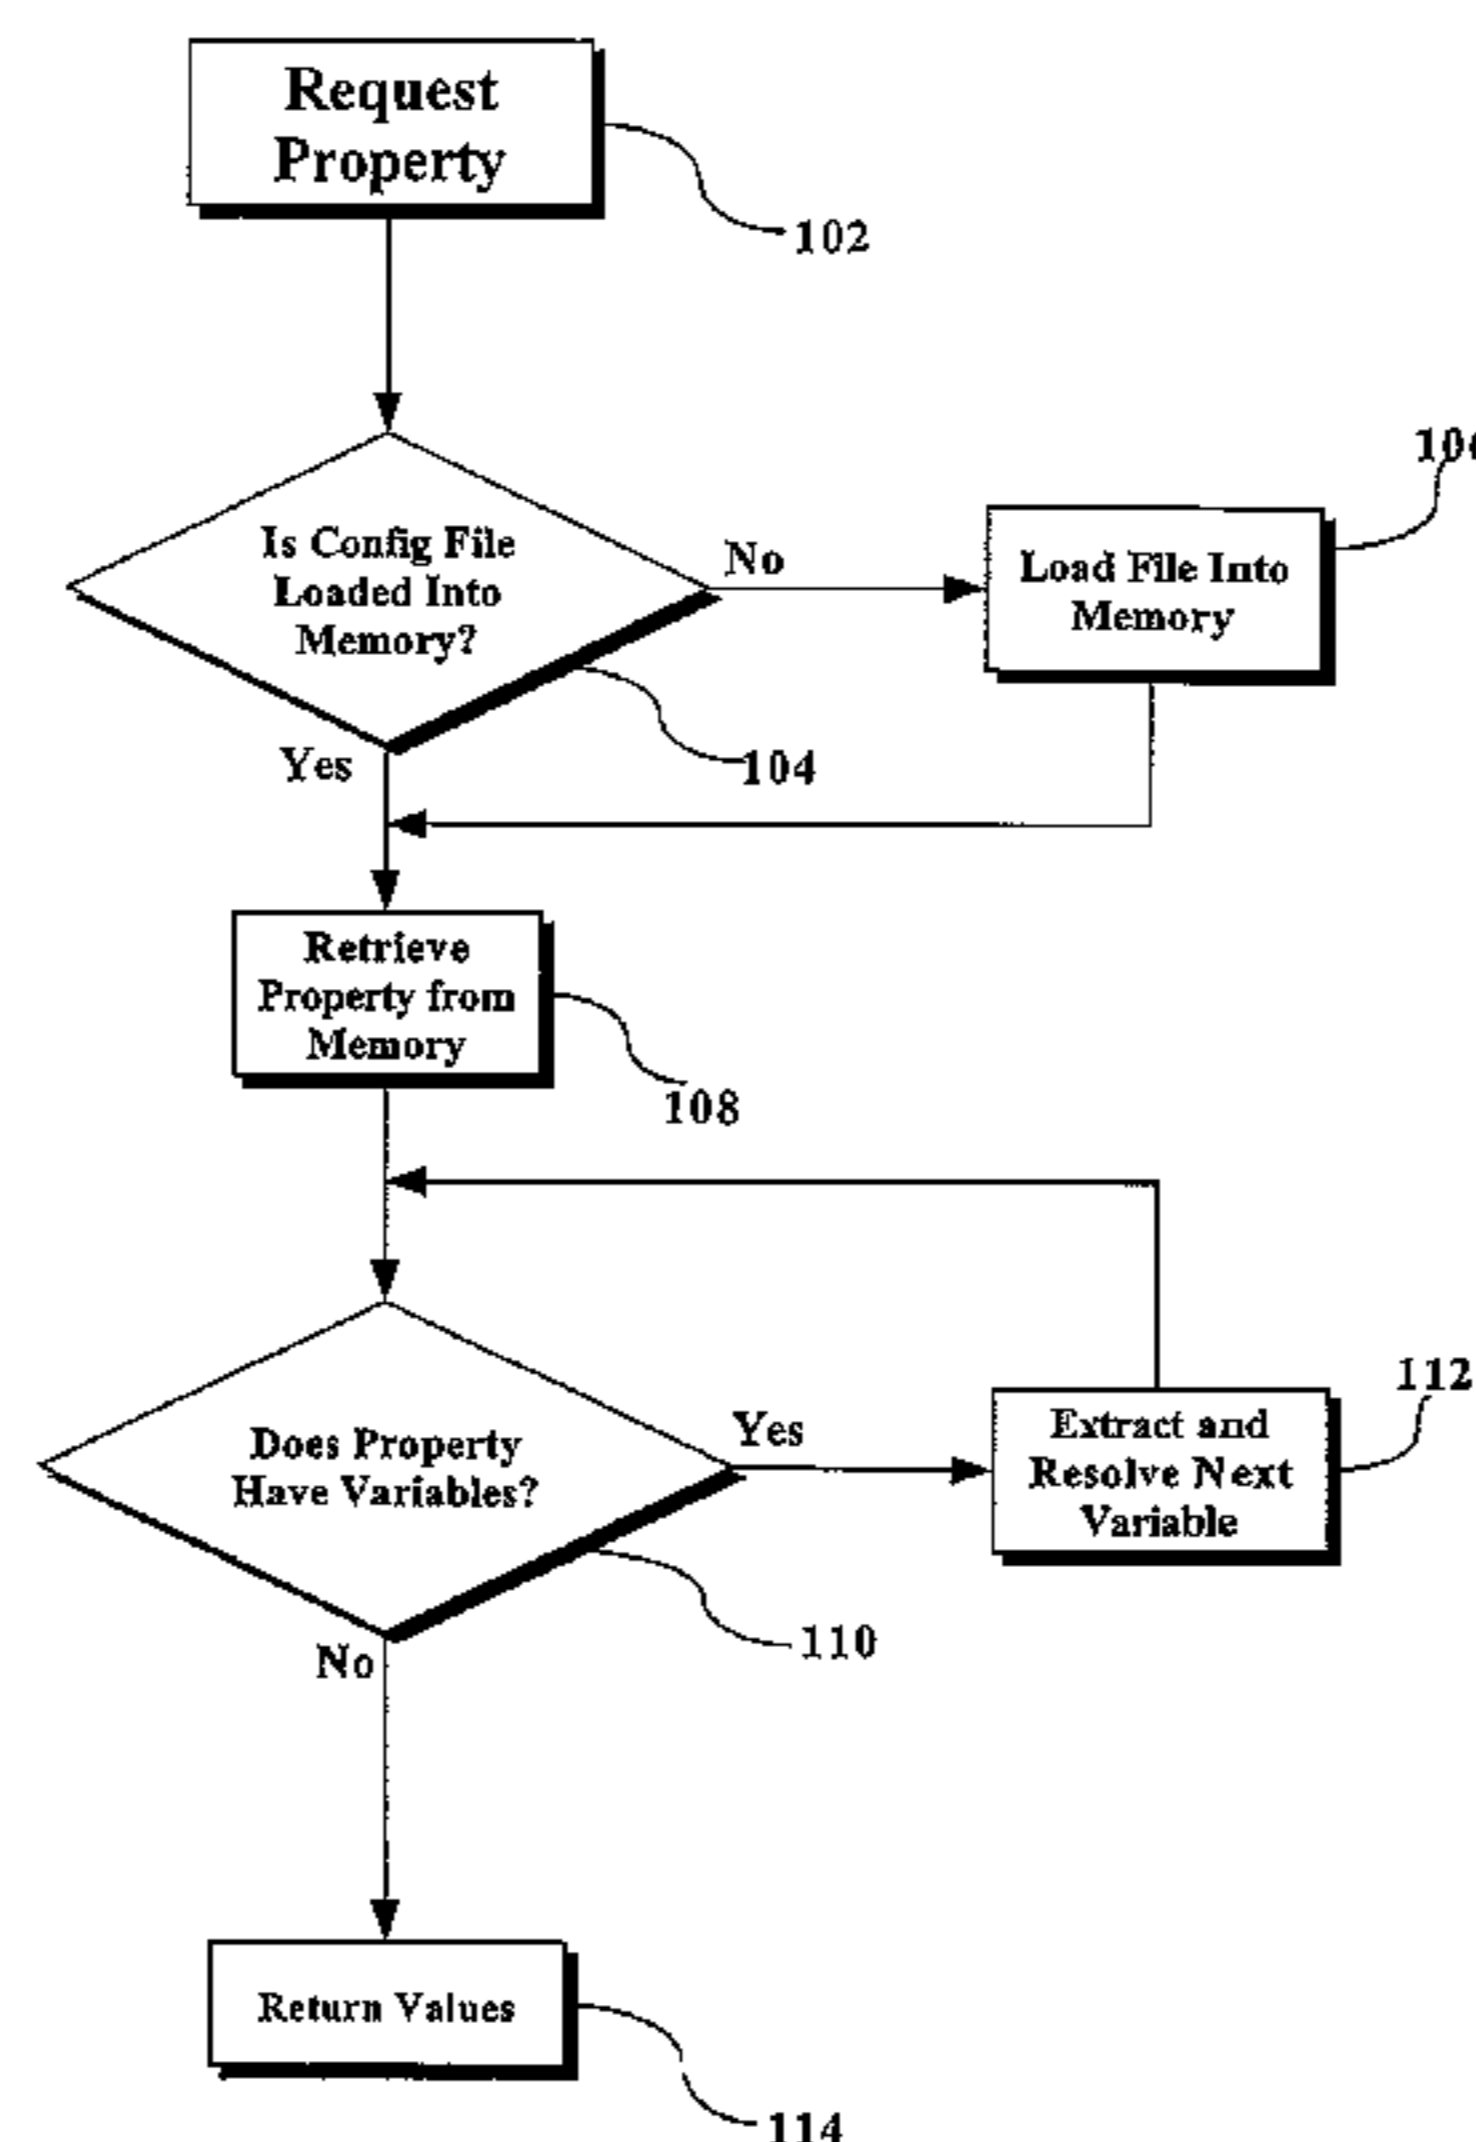 Request
Property
102
Is Config File
Loaded Into
Memory?
No
Load File Into
Memory
104
Yes
Retrieve
Property from
Memory
108
Does Property
Have Variables?
Yes
Extract and
Resolve Next
Variable
112
110
No
Return Values
114